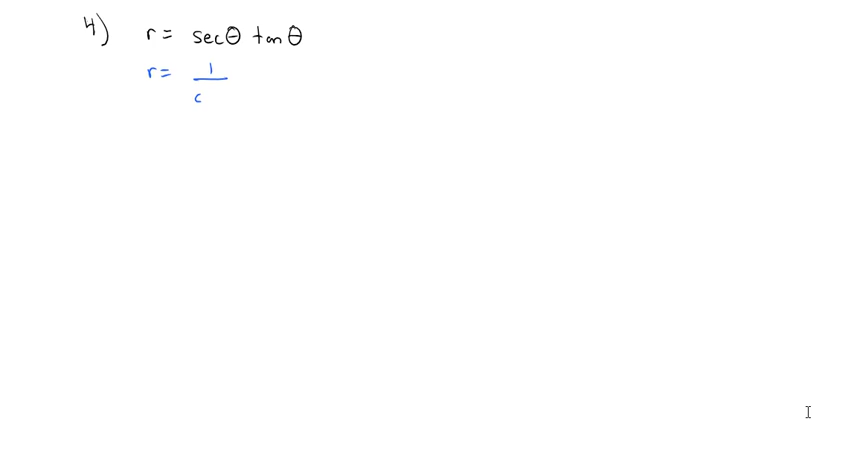 4) r = secθ tanθ
r = 1/c